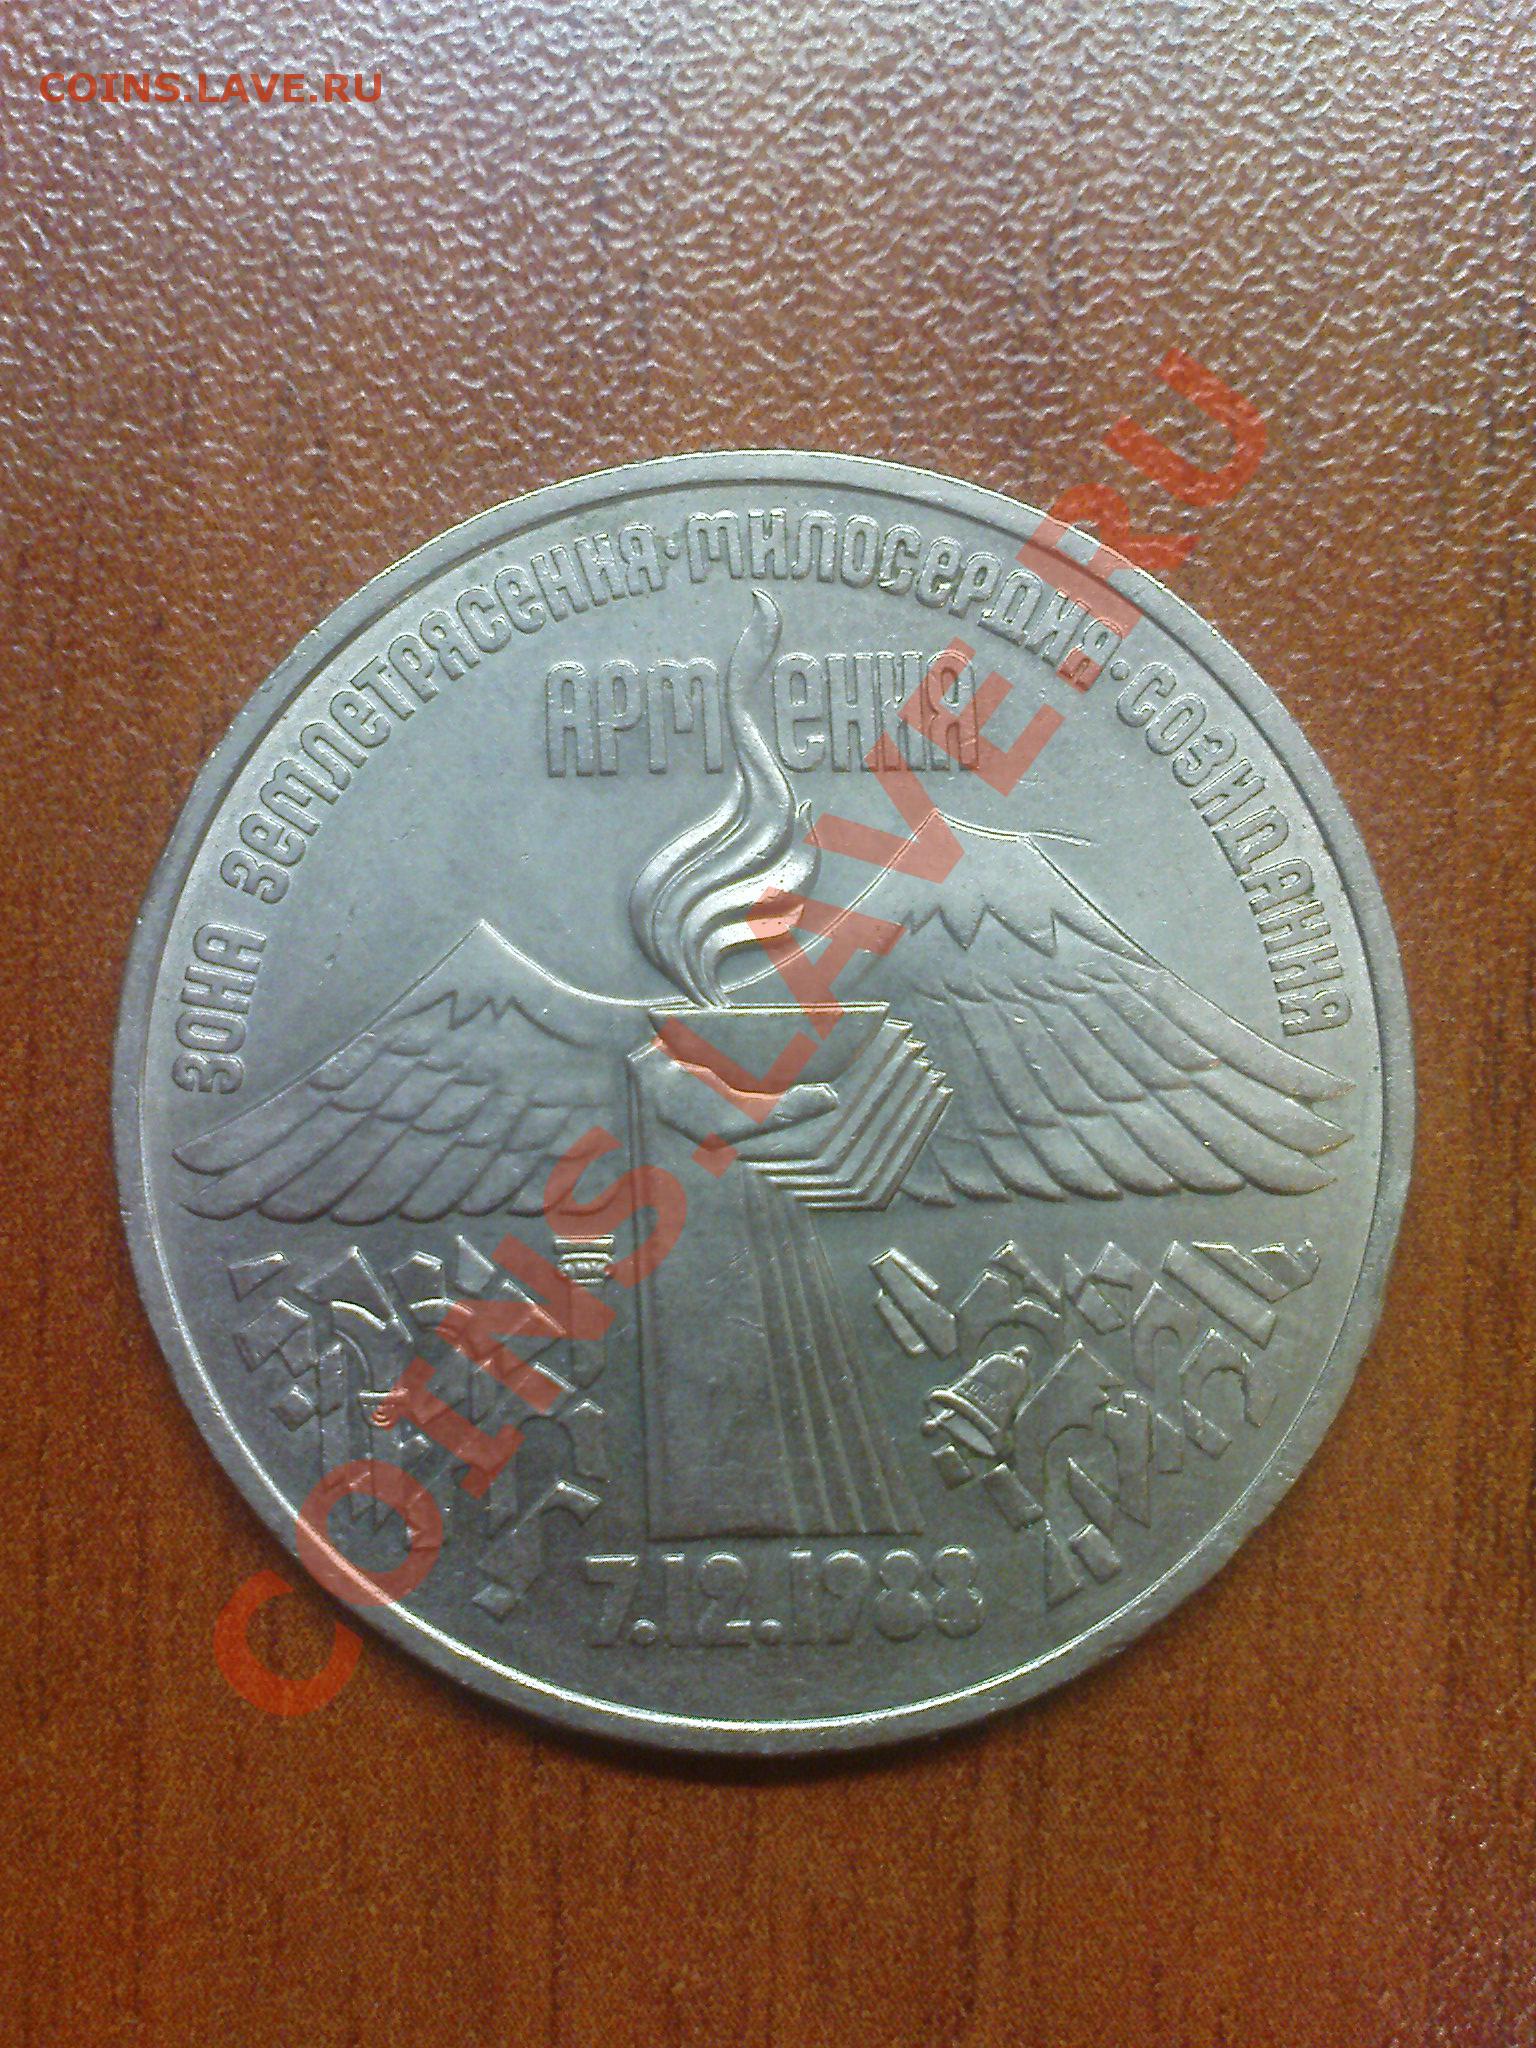 COINS.LAVE.RU
ЗОНА ЗЕМЛЕТРЯСЕНИЯ·МИЛОСЕРДИЯ·СОЗИДАНИЯ
АРМЕНИЯ
7.12.1988
COINS.LAVE.RU